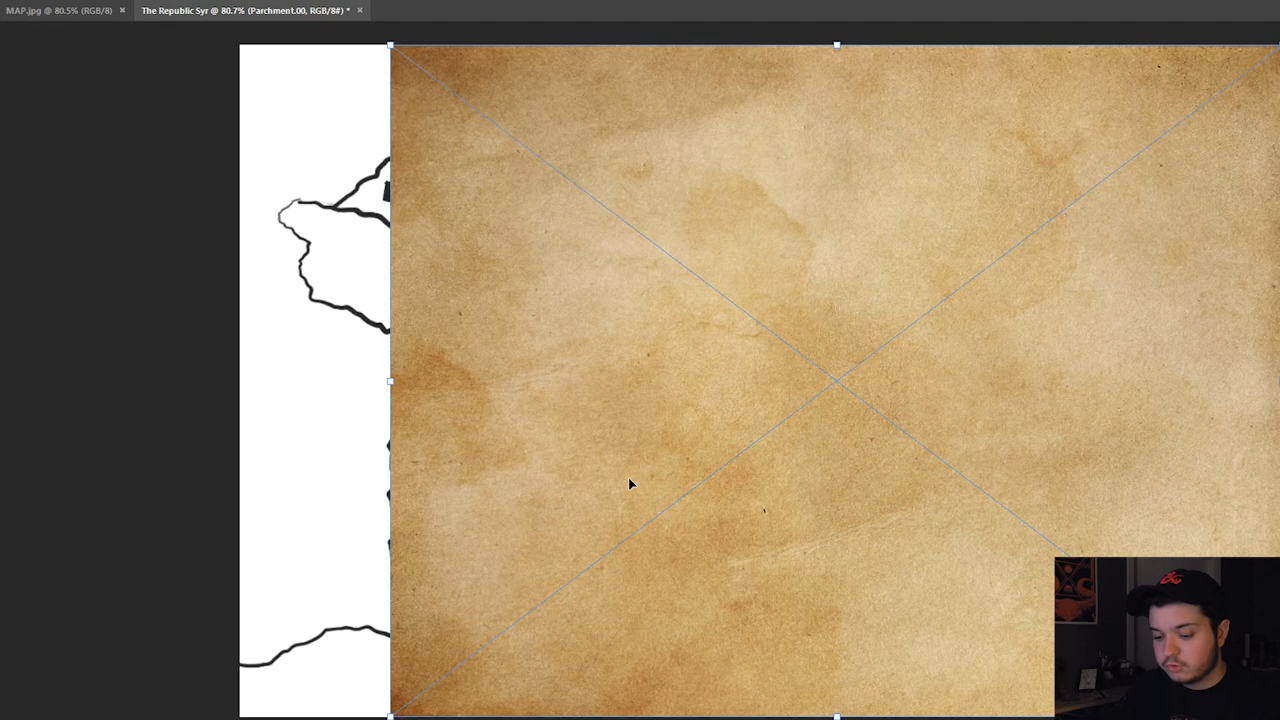 MAP.jpg @ 80.5% (RGB/8) × The Republic Syr @ 80.7% (Parchment.00, RGB/8#) * ×